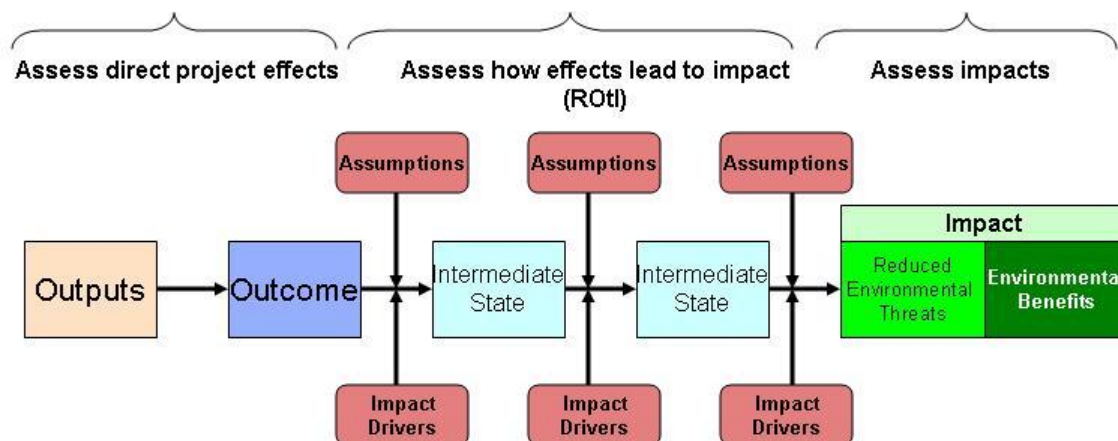 Assess direct project effects
Assess how effects lead to impact
(ROtI)
Assess impacts
Assumptions
Assumptions
Assumptions
Impact
Outputs
Outcome
Intermediate
State
Intermediate
State
Reduced
Environmental
Threats
Environmental
Benefits
Impact
Drivers
Impact
Drivers
Impact
Drivers